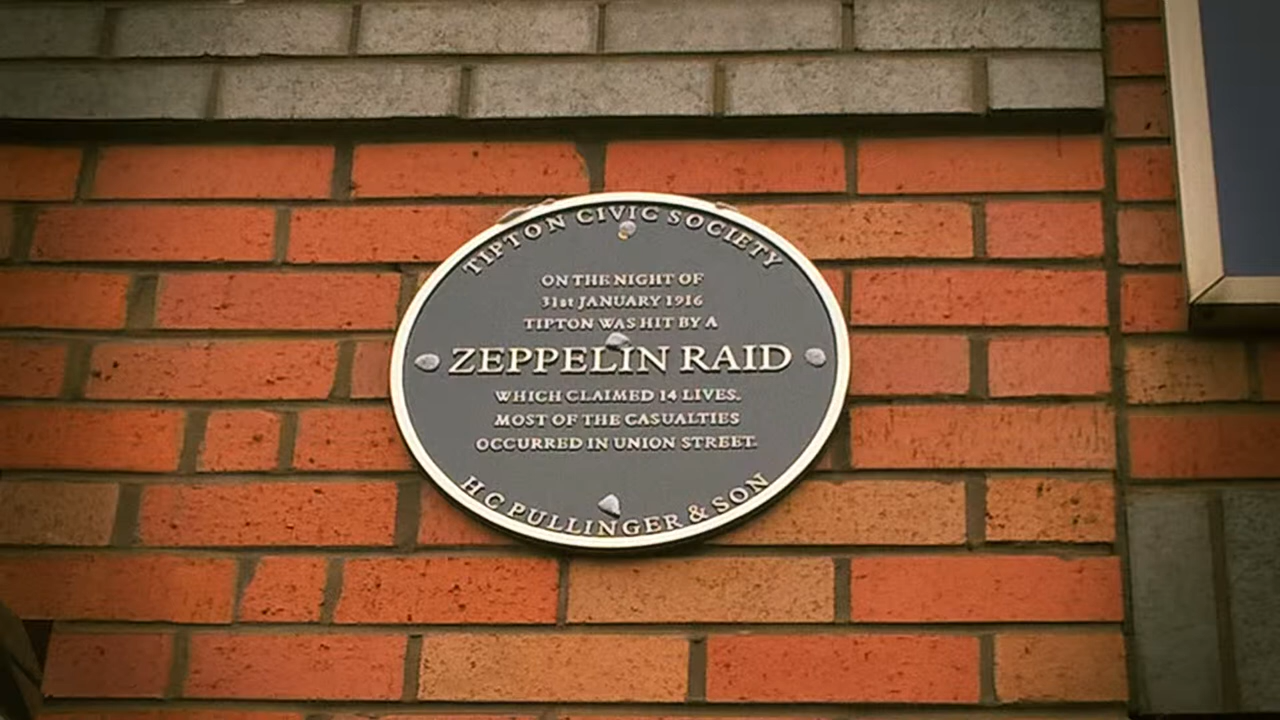 TIPTON CIVIC SOCIETY
ON THE NIGHT OF
31st JANUARY 1916
TIPTON WAS HIT BY A
ZEPPELIN RAID
WHICH CLAIMED 14 LIVES.
MOST OF THE CASUALTIES
OCCURRED IN UNION STREET.
H C PULLINGER & SON